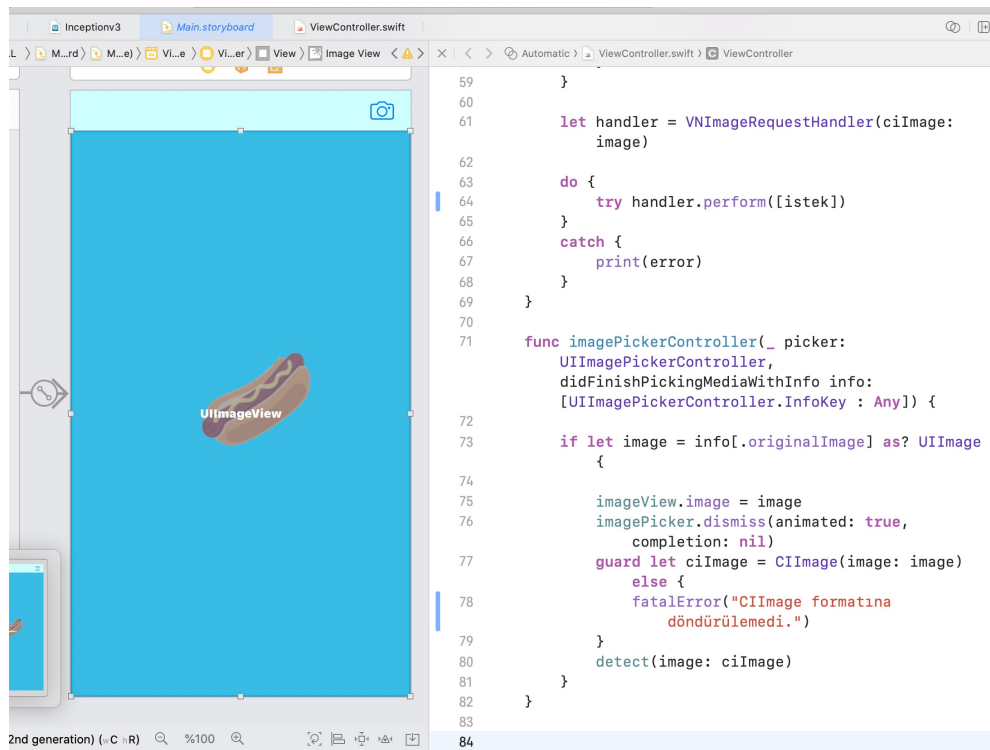 Inceptionv3
Main.storyboard
ViewController.swift
M...rd
M...e)
Vi...e
Vi...er
View
Image View
Automatic
ViewController.swift
ViewController
UIImageView
59 }
60
61 let handler = VNImageRequestHandler(ciImage:
image)
62
63 do {
64 try handler.perform([istek])
65 }
66 catch {
67 print(error)
68 }
69 }
70
71 func imagePickerController(_ picker:
UIImagePickerController,
didFinishPickingMediaWithInfo info:
[UIImagePickerController.InfoKey : Any]) {
72
73 if let image = info[.originalImage] as? UIImage
{
74
75 imageView.image = image
76 imagePicker.dismiss(animated: true,
completion: nil)
77 guard let ciImage = CIImage(image: image)
else {
78 fatalError("CIImage formatına
döndürülemedi.")
79 }
80 detect(image: ciImage)
81 }
82 }
83
84
2nd generation) (wC hR)
%100